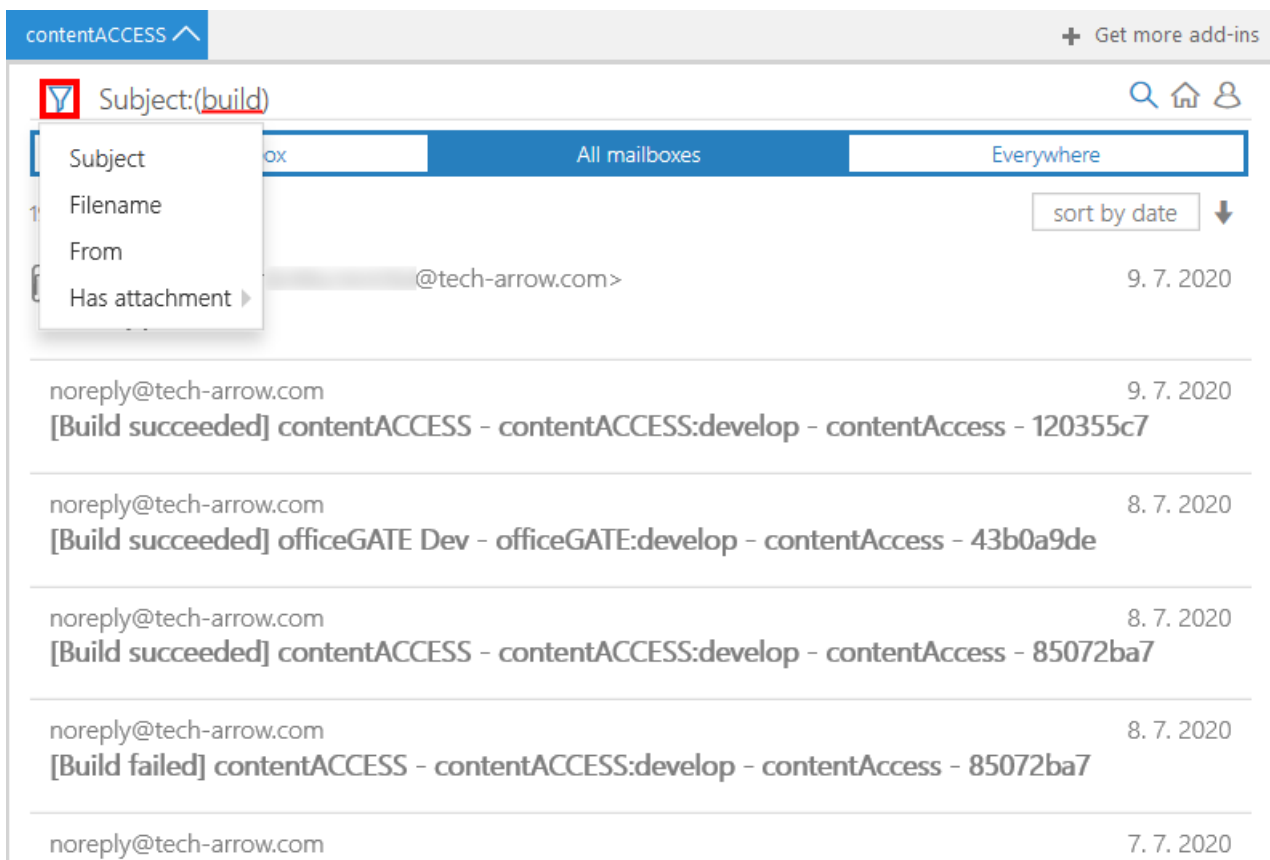 contentACCESS
Get more add-ins
Subject:(build)
ox All mailboxes Everywhere
Subject
Filename
From
Has attachment
sort by date
@tech-arrow.com> 9. 7. 2020
noreply@tech-arrow.com 9. 7. 2020
[Build succeeded] contentACCESS - contentACCESS:develop - contentAccess - 120355c7
noreply@tech-arrow.com 8. 7. 2020
[Build succeeded] officeGATE Dev - officeGATE:develop - contentAccess - 43b0a9de
noreply@tech-arrow.com 8. 7. 2020
[Build succeeded] contentACCESS - contentACCESS:develop - contentAccess - 85072ba7
noreply@tech-arrow.com 8. 7. 2020
[Build failed] contentACCESS - contentACCESS:develop - contentAccess - 85072ba7
noreply@tech-arrow.com 7. 7. 2020